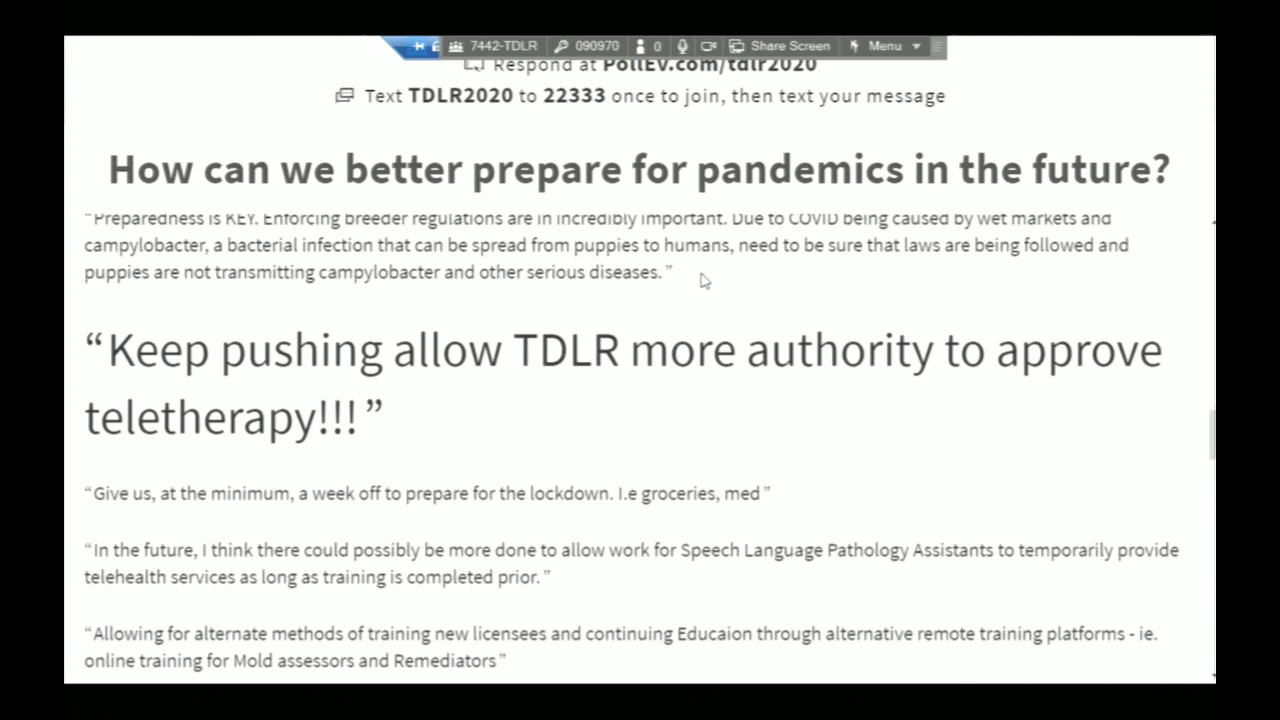 7442-TDLR 090970 0 Share Screen Menu
Respond at PollEv.com/tdlr2020
Text TDLR2020 to 22333 once to join, then text your message
How can we better prepare for pandemics in the future?
“Preparedness is KEY. Enforcing breeder regulations are in incredibly important. Due to COVID being caused by wet markets and
campylobacter, a bacterial infection that can be spread from puppies to humans, need to be sure that laws are being followed and
puppies are not transmitting campylobacter and other serious diseases.”
“Keep pushing allow TDLR more authority to approve
teletherapy!!!”
“Give us, at the minimum, a week off to prepare for the lockdown. I.e groceries, med”
“In the future, I think there could possibly be more done to allow work for Speech Language Pathology Assistants to temporarily provide
telehealth services as long as training is completed prior.”
“Allowing for alternate methods of training new licensees and continuing Educaion through alternative remote training platforms - ie.
online training for Mold assessors and Remediators”